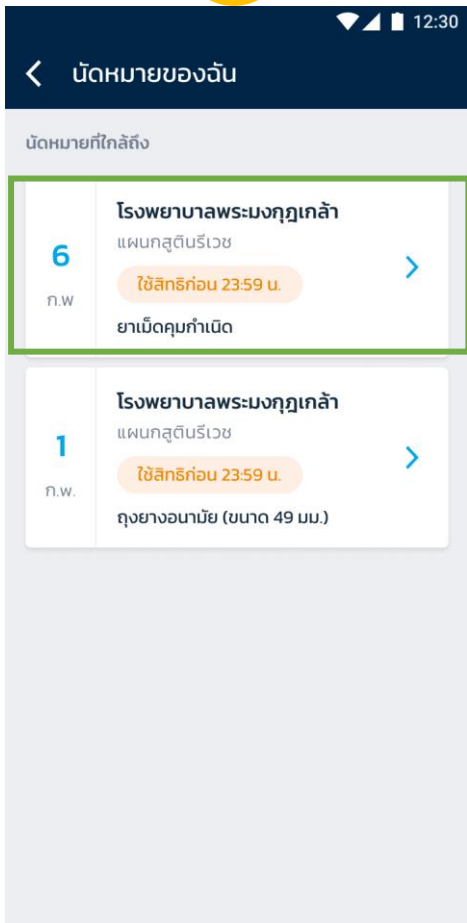 12:30
นัดหมายของฉัน
นัดหมายที่ใกล้ถึง
6
ก.พ
โรงพยาบาลพระมงกุฎเกล้า
แผนกสูตินรีเวช
ใช้สิทธิก่อน 23:59 น.
ยาเม็ดคุมกำเนิด
1
ก.พ.
โรงพยาบาลพระมงกุฎเกล้า
แผนกสูตินรีเวช
ใช้สิทธิก่อน 23:59 น.
ถุงยางอนามัย (ขนาด 49 มม.)